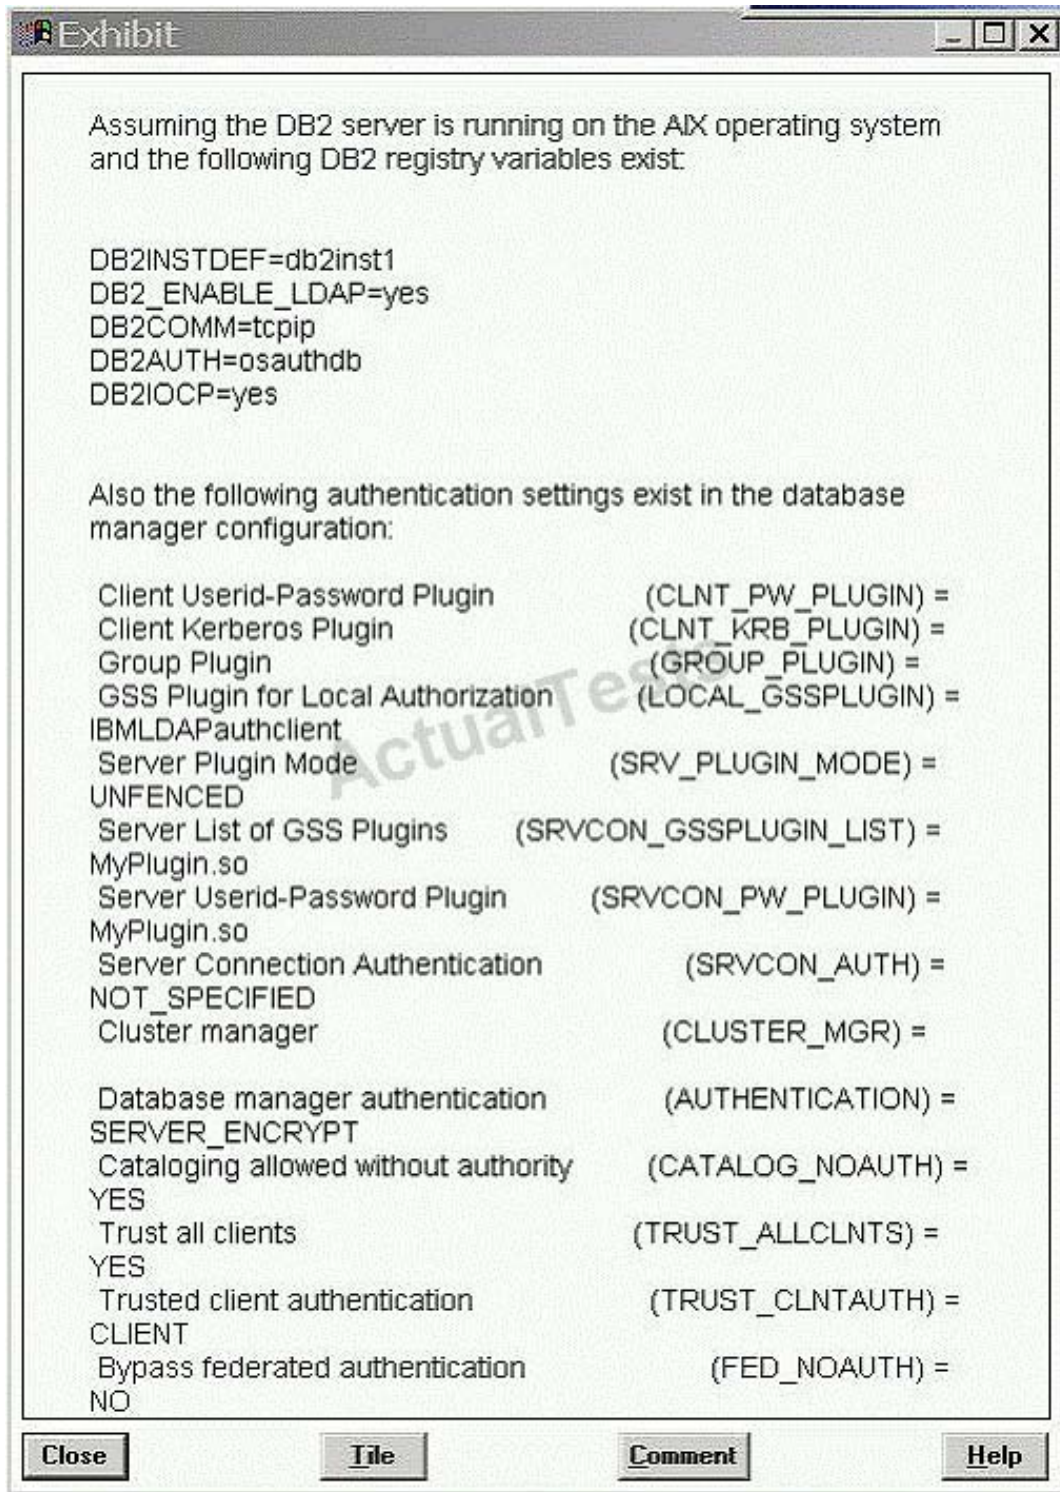 Exhibit
Assuming the DB2 server is running on the AIX operating system
and the following DB2 registry variables exist:
DB2INSTDEF=db2inst1
DB2_ENABLE_LDAP=yes
DB2COMM=tcpip
DB2AUTH=osauthdb
DB2IOCP=yes
Also the following authentication settings exist in the database
manager configuration:
Client Userid-Password Plugin (CLNT_PW_PLUGIN) =
Client Kerberos Plugin (CLNT_KRB_PLUGIN) =
Group Plugin (GROUP_PLUGIN) =
GSS Plugin for Local Authorization (LOCAL_GSSPLUGIN) =
IBMLDAPauthclient
Server Plugin Mode (SRV_PLUGIN_MODE) =
UNFENCED
Server List of GSS Plugins (SRVCON_GSSPLUGIN_LIST) =
MyPlugin.so
Server Userid-Password Plugin (SRVCON_PW_PLUGIN) =
MyPlugin.so
Server Connection Authentication (SRVCON_AUTH) =
NOT_SPECIFIED
Cluster manager (CLUSTER_MGR) =
Database manager authentication (AUTHENTICATION) =
SERVER_ENCRYPT
Cataloging allowed without authority (CATALOG_NOAUTH) =
YES
Trust all clients (TRUST_ALLCLNTS) =
YES
Trusted client authentication (TRUST_CLNTAUTH) =
CLIENT
Bypass federated authentication (FED_NOAUTH) =
NO
ActualTests
Close Tile Comment Help